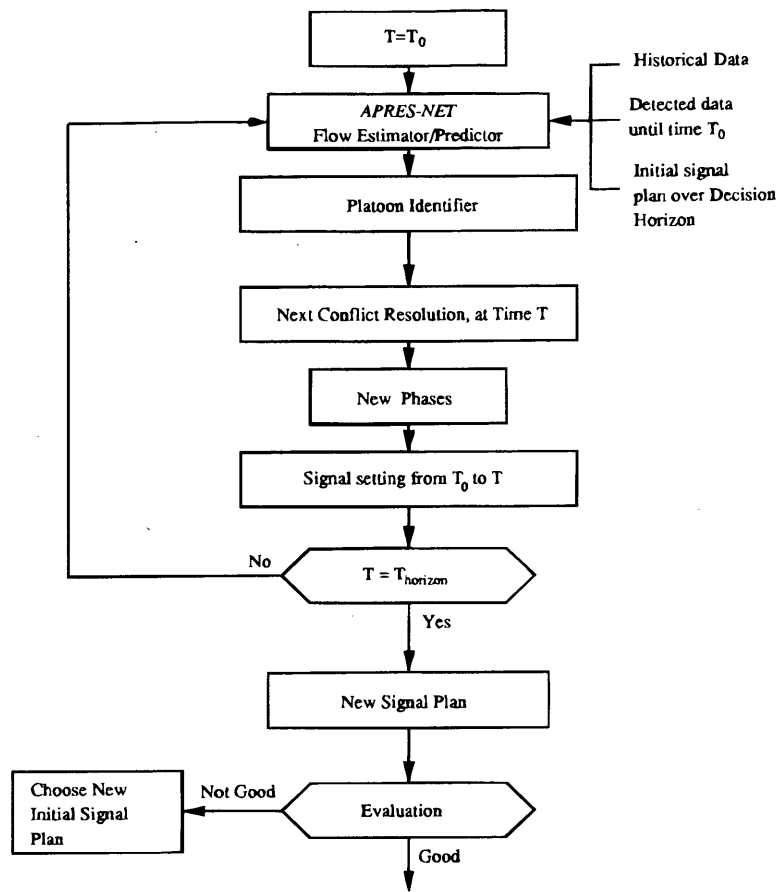 T=T₀
APRES-NET
Flow Estimator/Predictor
Historical Data
Detected data
until time T₀
Initial signal
plan over Decision
Horizon
Platoon Identifier
Next Conflict Resolution, at Time T
New Phases
Signal setting from T₀ to T
No
T = Thorizon
Yes
New Signal Plan
Choose New
Initial Signal
Plan
Not Good
Evaluation
Good